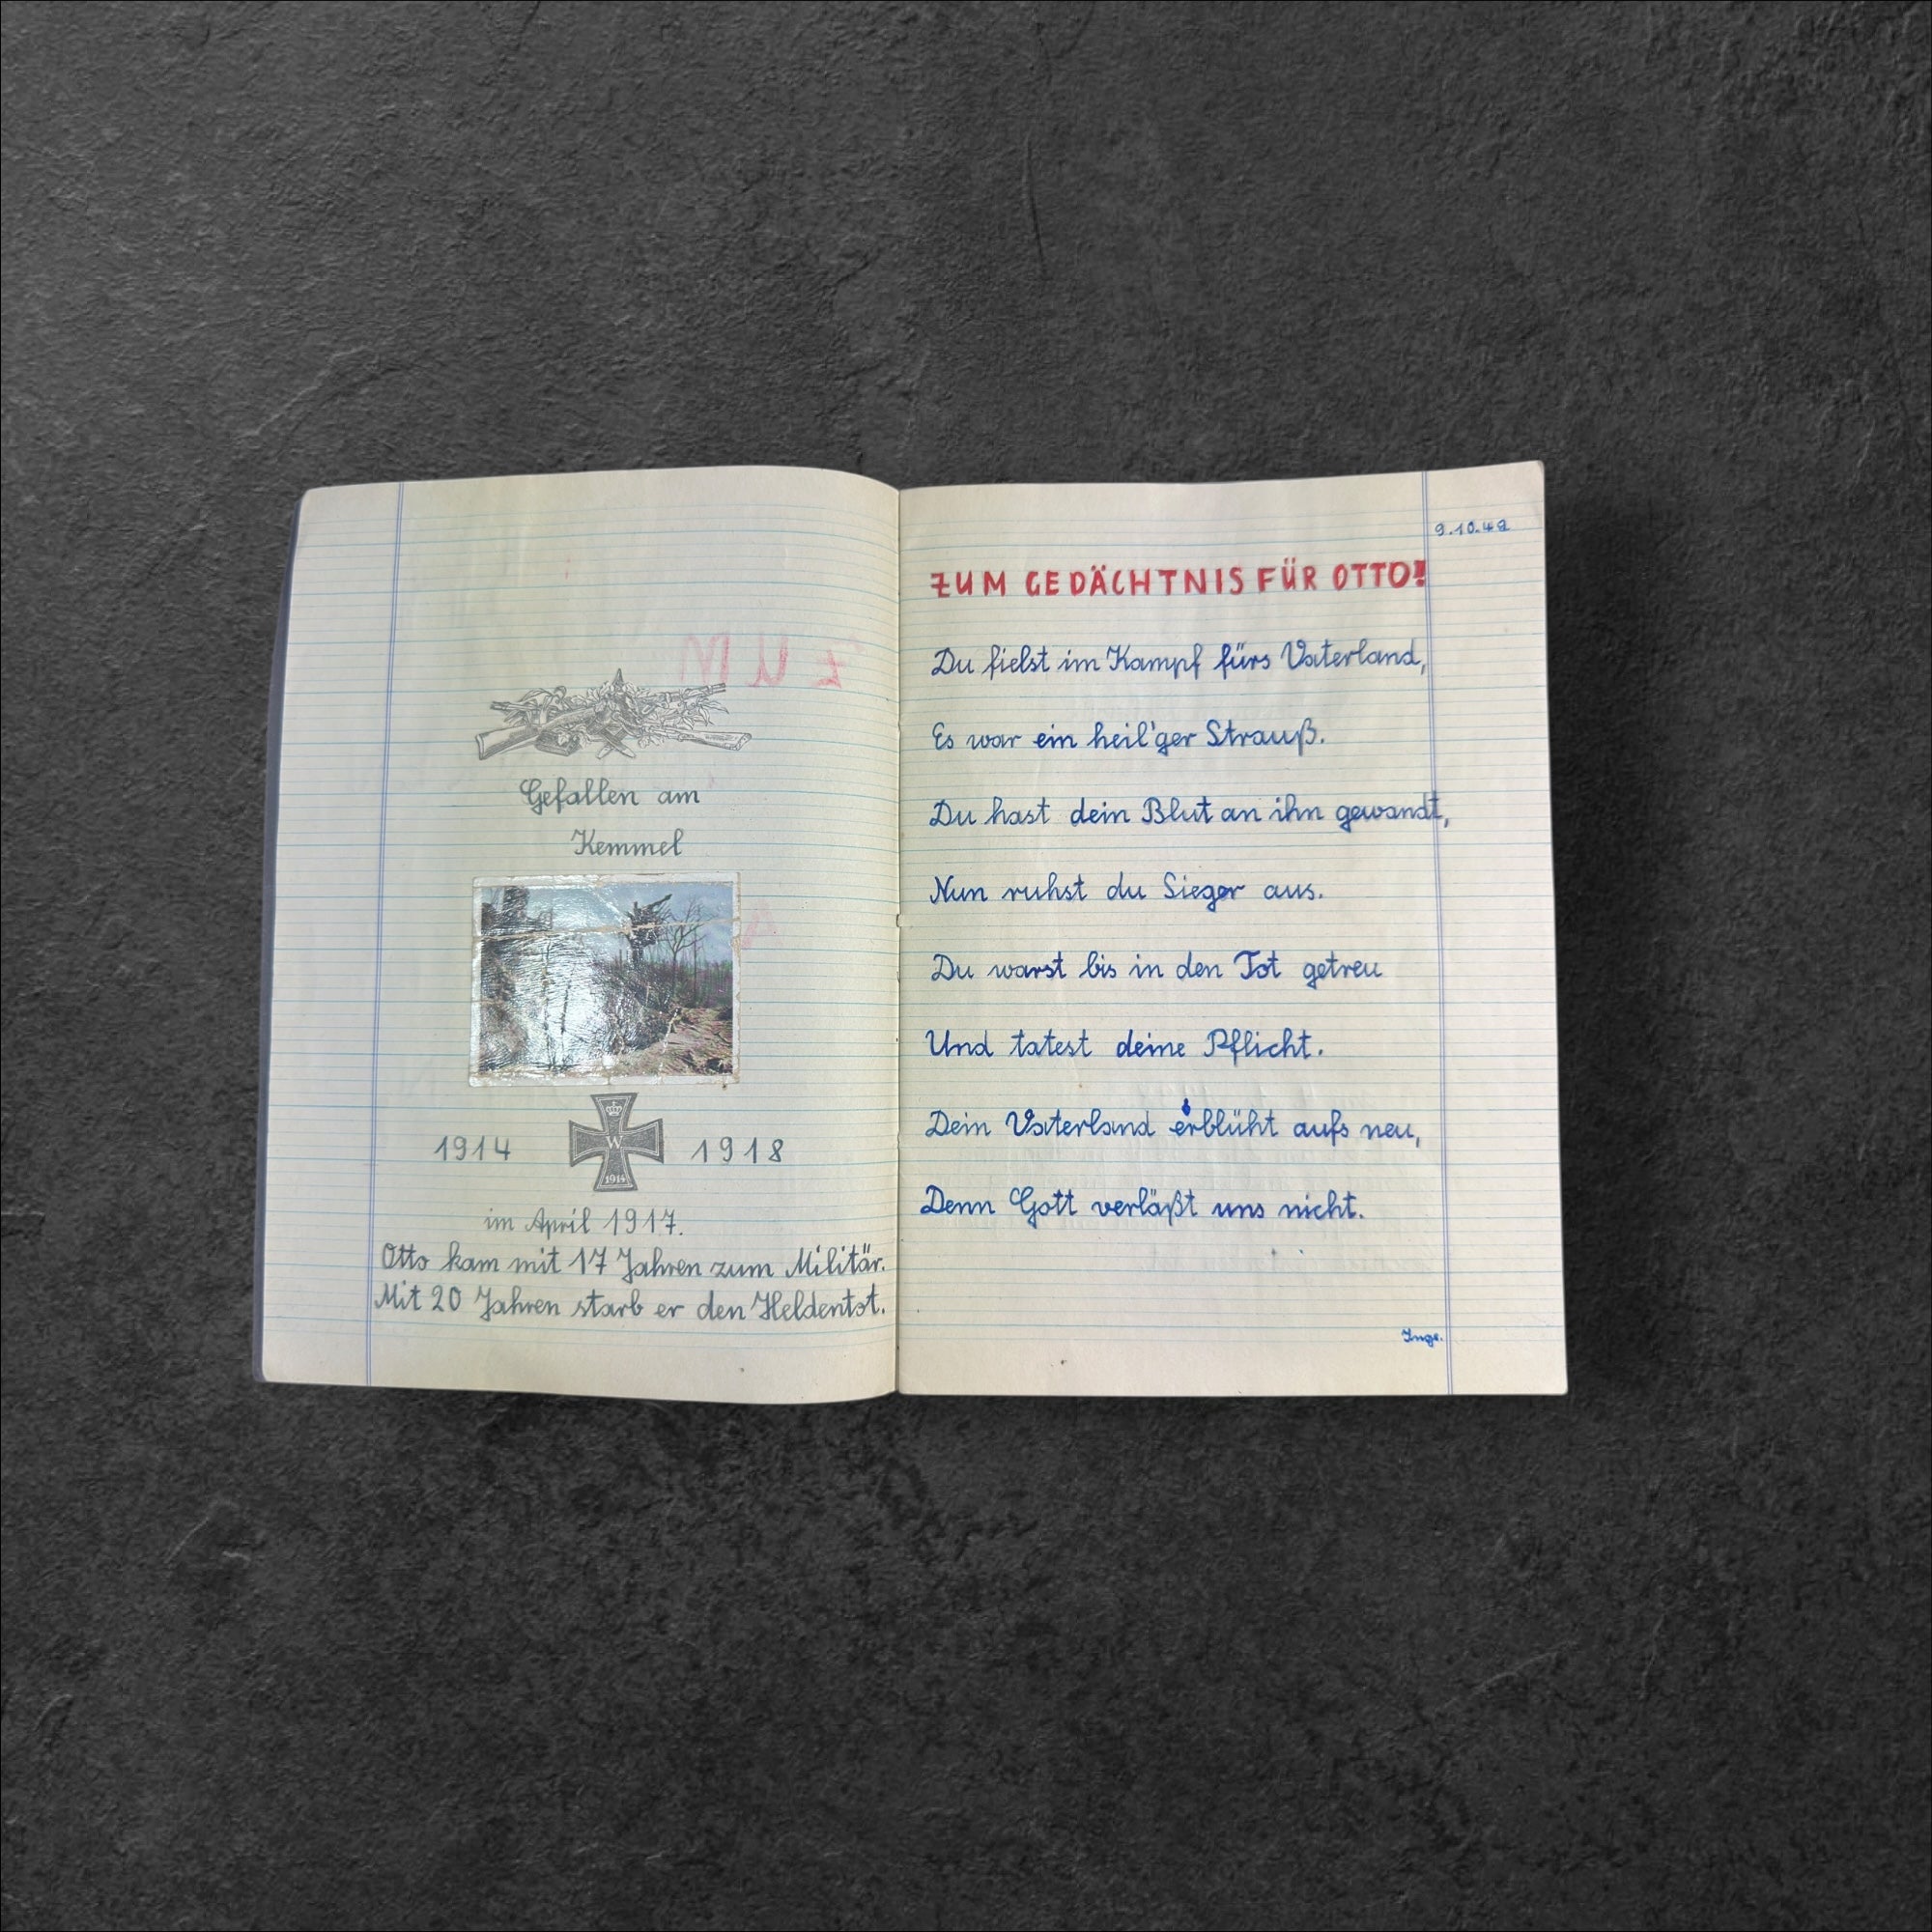 Gefallen am
Kemmel
1914 W 1914 1918
im April 1917.
Otto kam mit 17 Jahren zum Militär.
Mit 20 Jahren starb er den Heldentot.
9.10.49
ZUM GEDÄCHTNIS FÜR OTTO!
Du fielst im Kampf fürs Vaterland,
Es war ein heil'ger Strauß.
Du hast dein Blut an ihn gewandt,
Nun ruhst du Sieger aus.
Du warst bis in den Tot getreu
Und tatest deine Pflicht.
Dein Vaterland erblüht aufs neu,
Denn Gott verläßt uns nicht.
Inge.